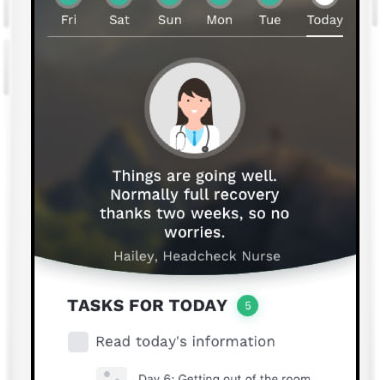 Fri Sat Sun Mon Tue Today
Things are going well.
Normally full recovery
thanks two weeks, so no
worries.
Hailey, Headcheck Nurse
TASKS FOR TODAY 5
Read today's information
Day 6: Getting out of the room